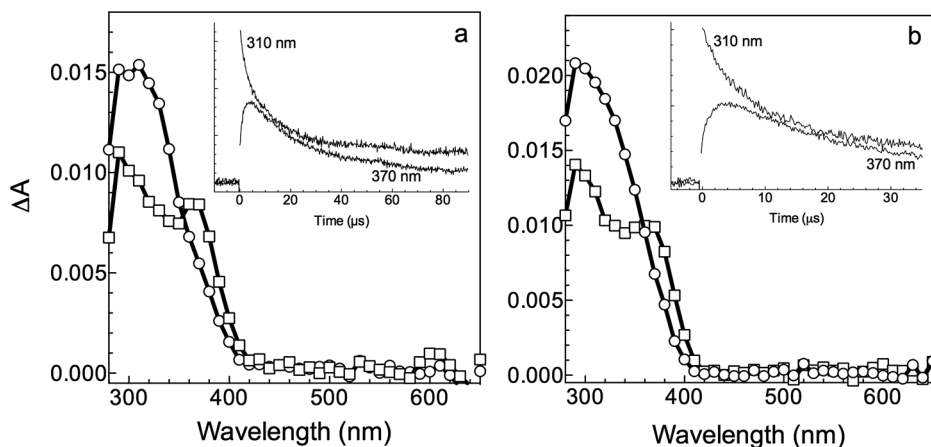 a
310 nm
370 nm
0 20 40 60 80
Time (µs)
0.015
0.010
0.005
0.000
ΔA
300 400 500 600
Wavelength (nm)
b
310 nm
370 nm
0 10 20 30
Time (µs)
0.020
0.015
0.010
0.005
0.000
300 400 500 600
Wavelength (nm)